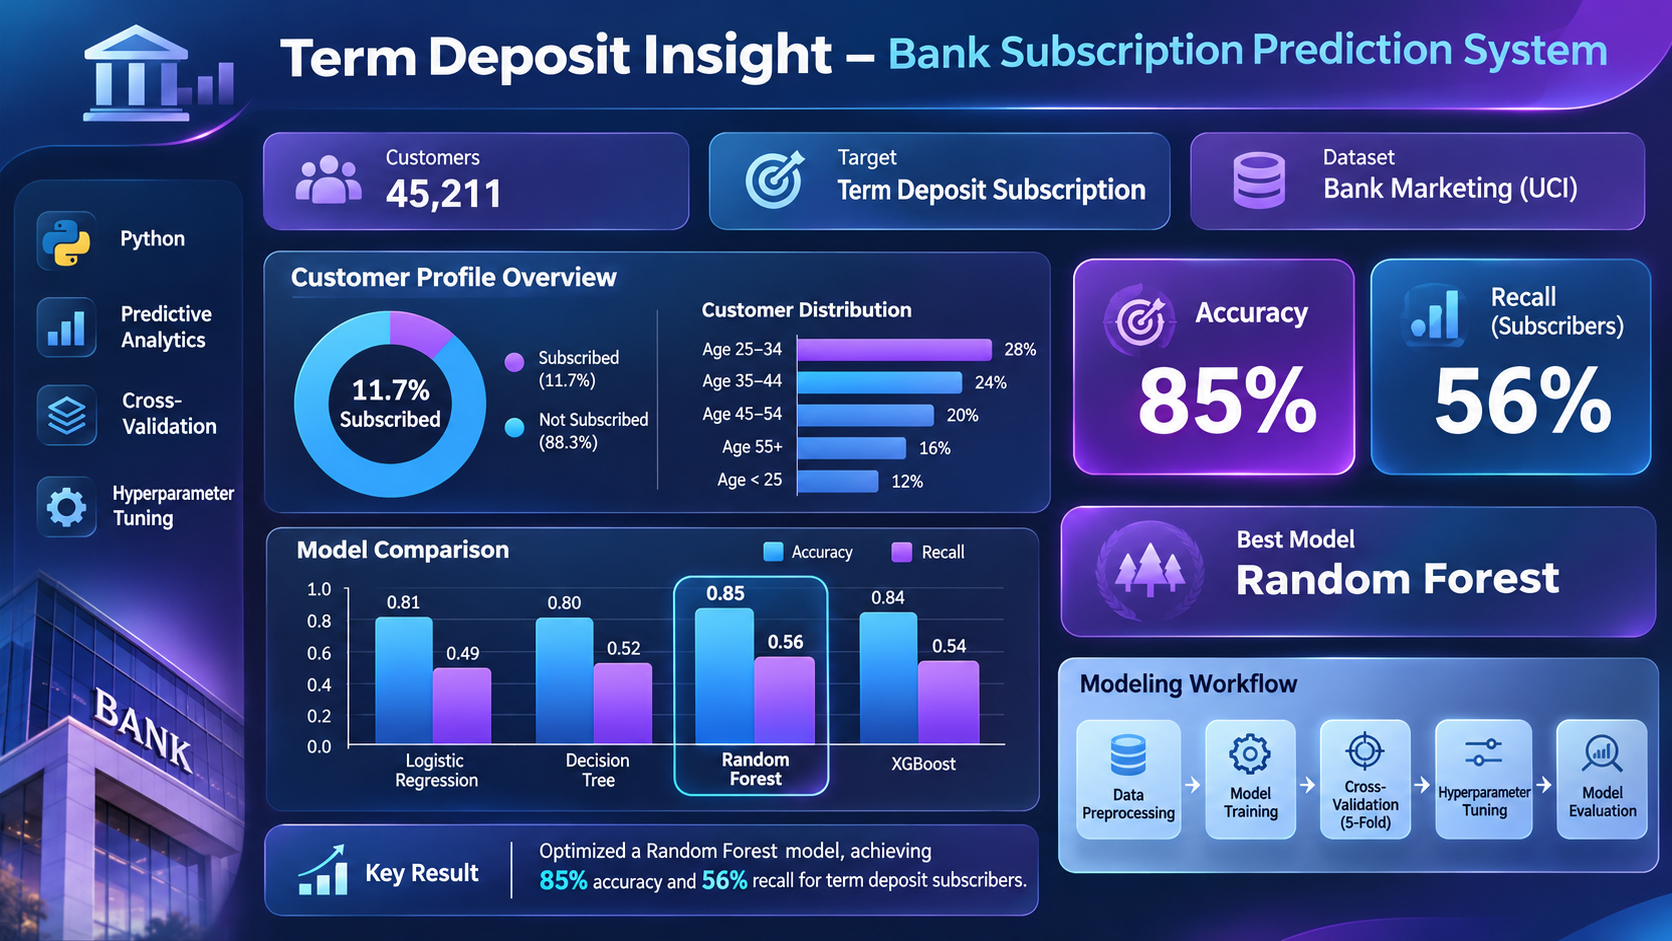 Term Deposit Insight – Bank Subscription Prediction System
Customers
45,211
Target
Term Deposit Subscription
Dataset
Bank Marketing (UCI)
Python
Predictive
Analytics
Cross-
Validation
Hyperparameter
Tuning
BANK
Customer Profile Overview
11.7%
Subscribed
Subscribed
(11.7%)
Not Subscribed
(88.3%)
Customer Distribution
Age 25–34 28%
Age 35–44 24%
Age 45–54 20%
Age 55+ 16%
Age < 25 12%
Accuracy
85%
Recall
(Subscribers)
56%
Model Comparison
Accuracy Recall
1.0
0.8
0.6
0.4
0.2
0.0
0.81
0.49
0.80
0.52
0.85
0.56
0.84
0.54
Logistic
Regression
Decision
Tree
Random
Forest
XGBoost
Best Model
Random Forest
Modeling Workflow
Data
Preprocessing
Model
Training
Cross-
Validation
(5-Fold)
Hyperparameter
Tuning
Model
Evaluation
Key Result
Optimized a Random Forest model, achieving
85% accuracy and 56% recall for term deposit subscribers.